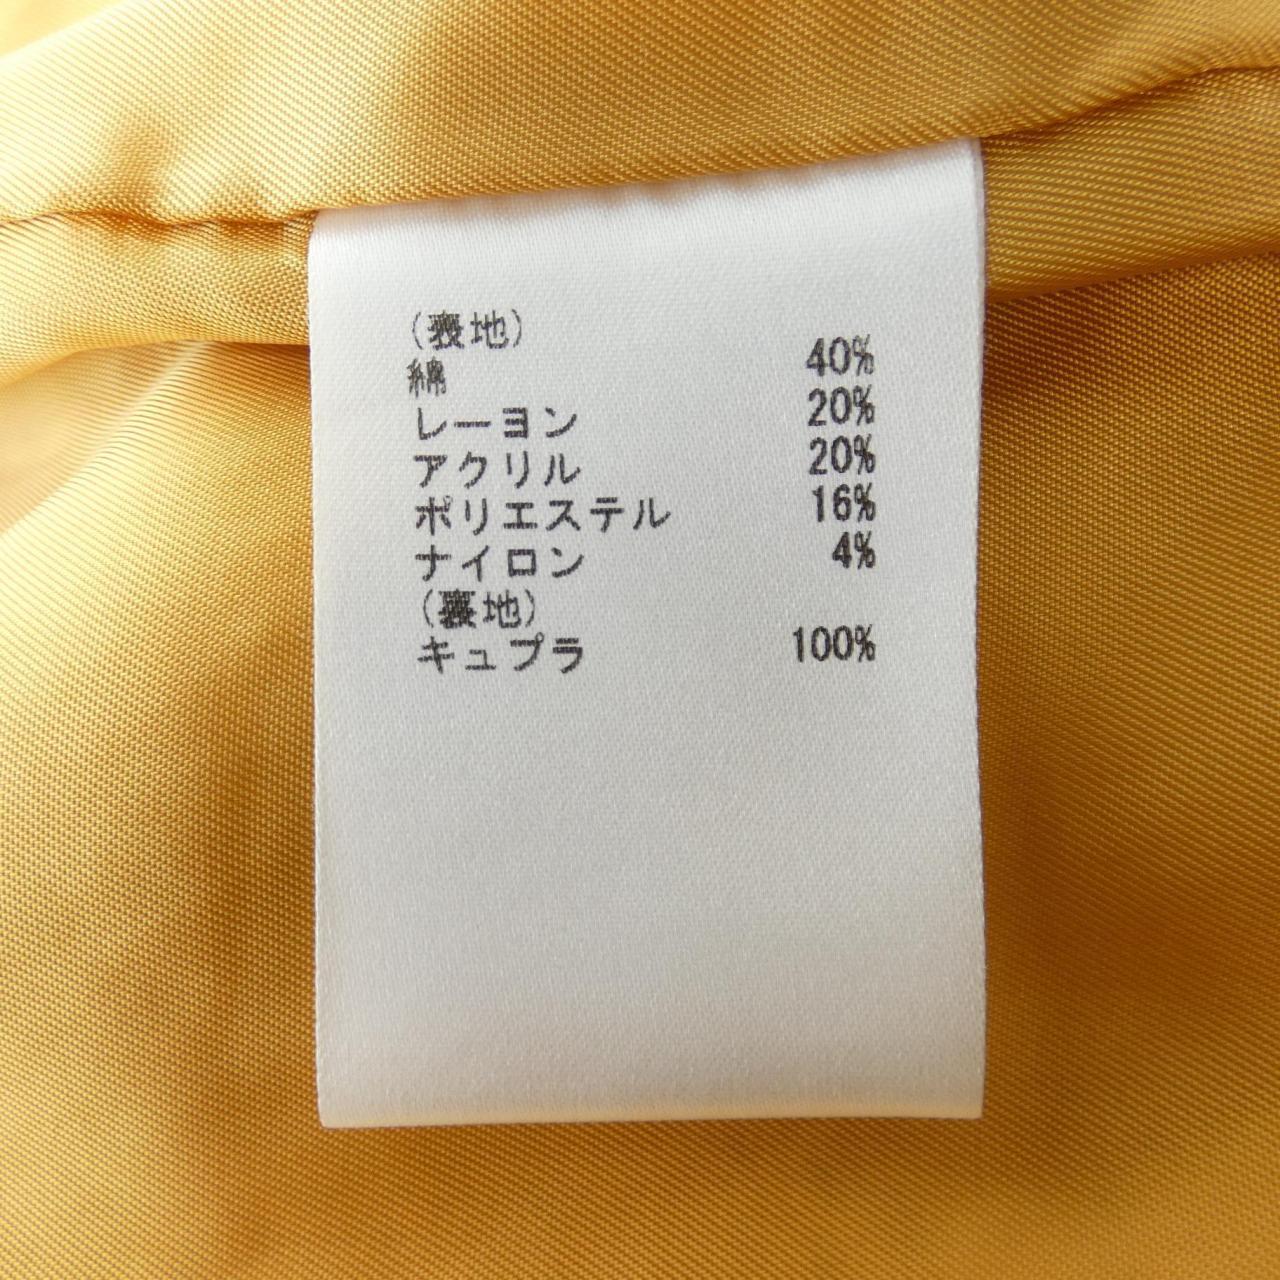 (表地)
綿 40%
レーヨン 20%
アクリル 20%
ポリエステル 16%
ナイロン 4%
(裏地)
キュプラ 100%